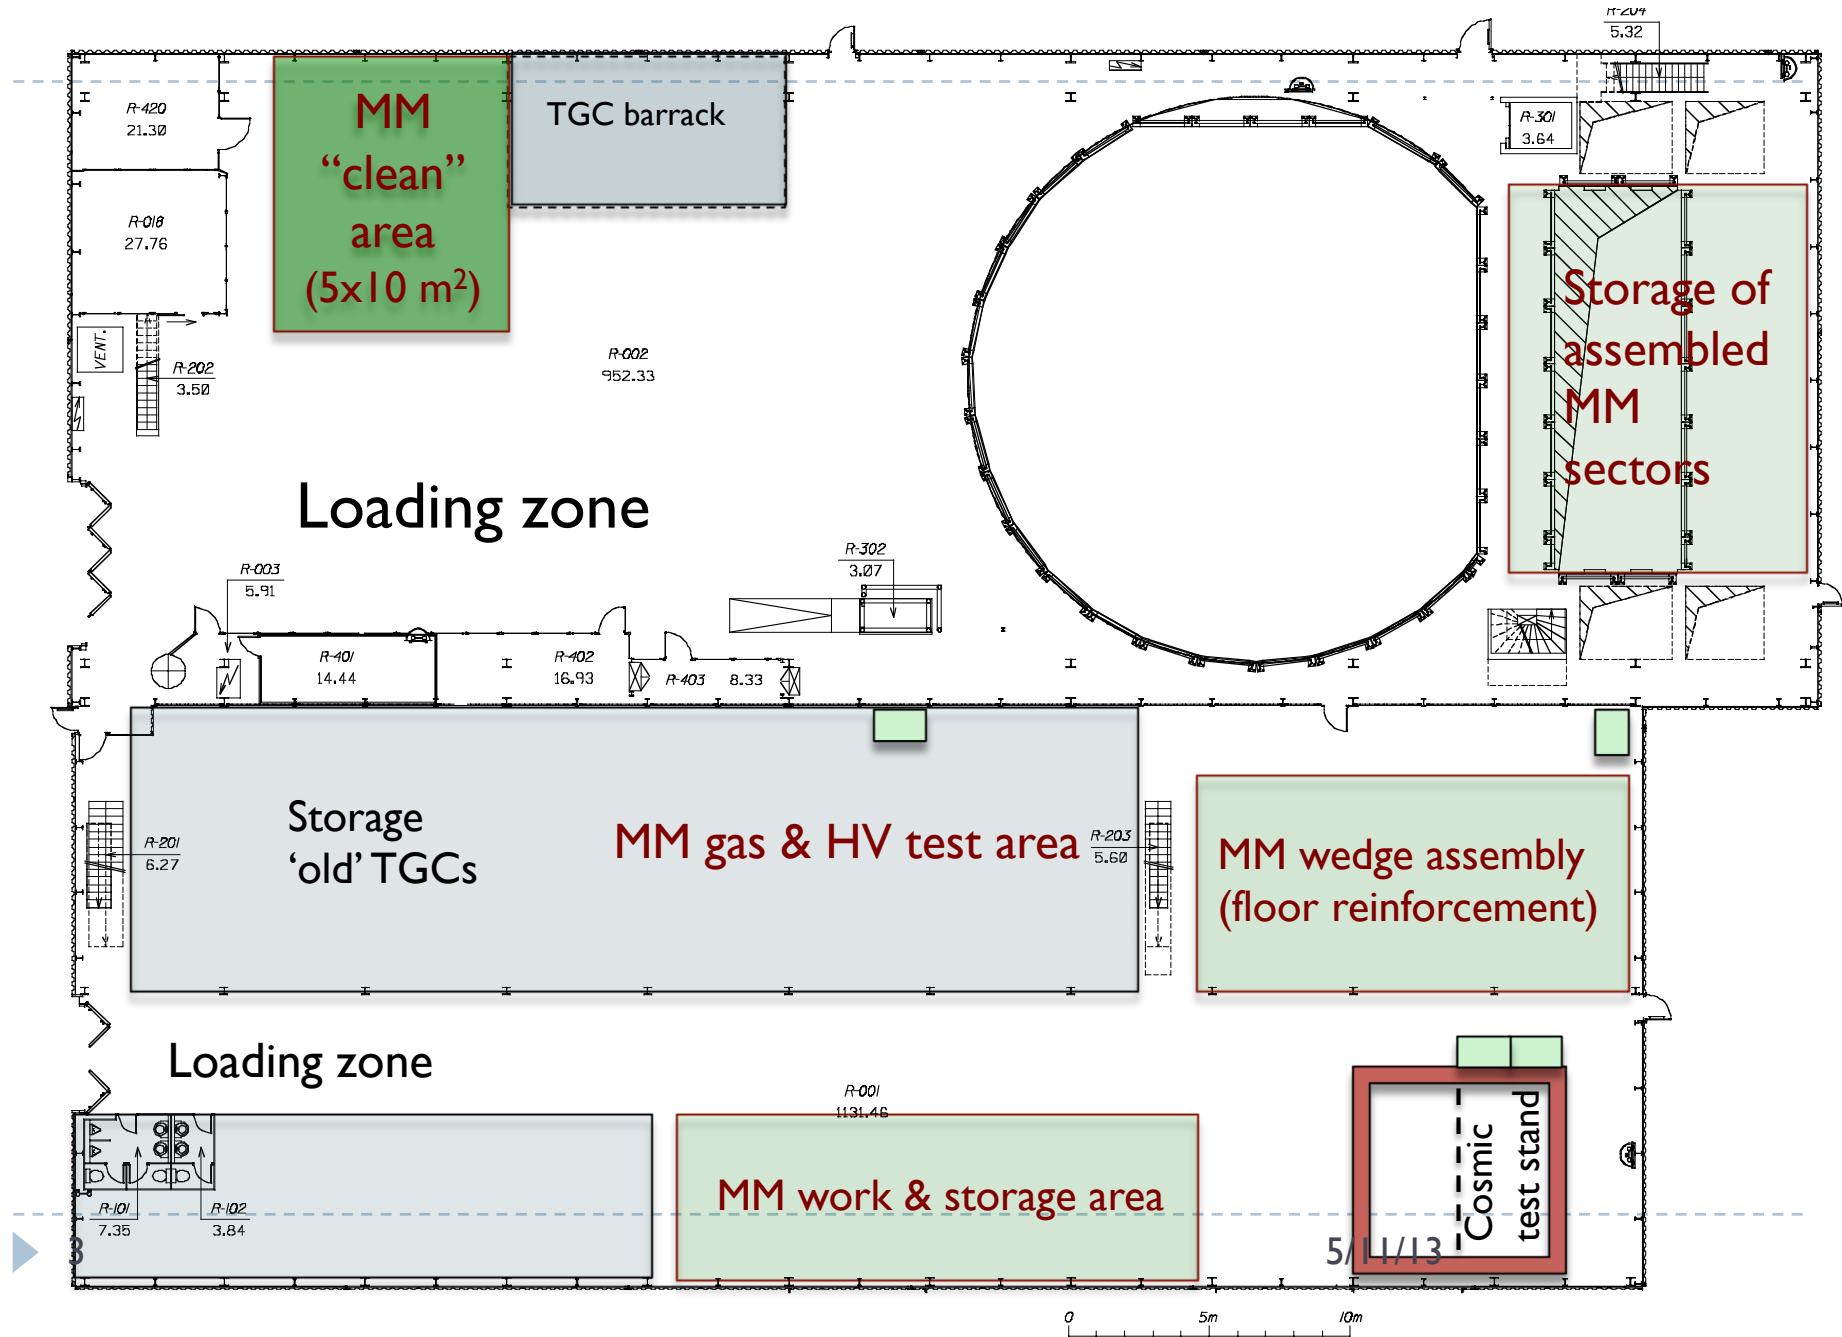 R-204
5.32
R-420
21.30
MM
“clean”
area
(5x10 m²)
TGC barrack
R-301
3.64
R-018
27.76
VENT.
R-202
3.50
R-002
952.33
Storage of
assembled
MM
sectors
Loading zone
R-003
5.91
R-302
3.07
R-401
14.44
R-402
16.93
R-403 8.33
R-201
6.27
Storage
‘old’ TGCs
MM gas & HV test area
R-203
5.60
MM wedge assembly
(floor reinforcement)
Loading zone
R-001
1131.46
Cosmic
test stand
MM work & storage area
R-101
7.35
R-102
3.84
3
5/11/13
0 5m 10m